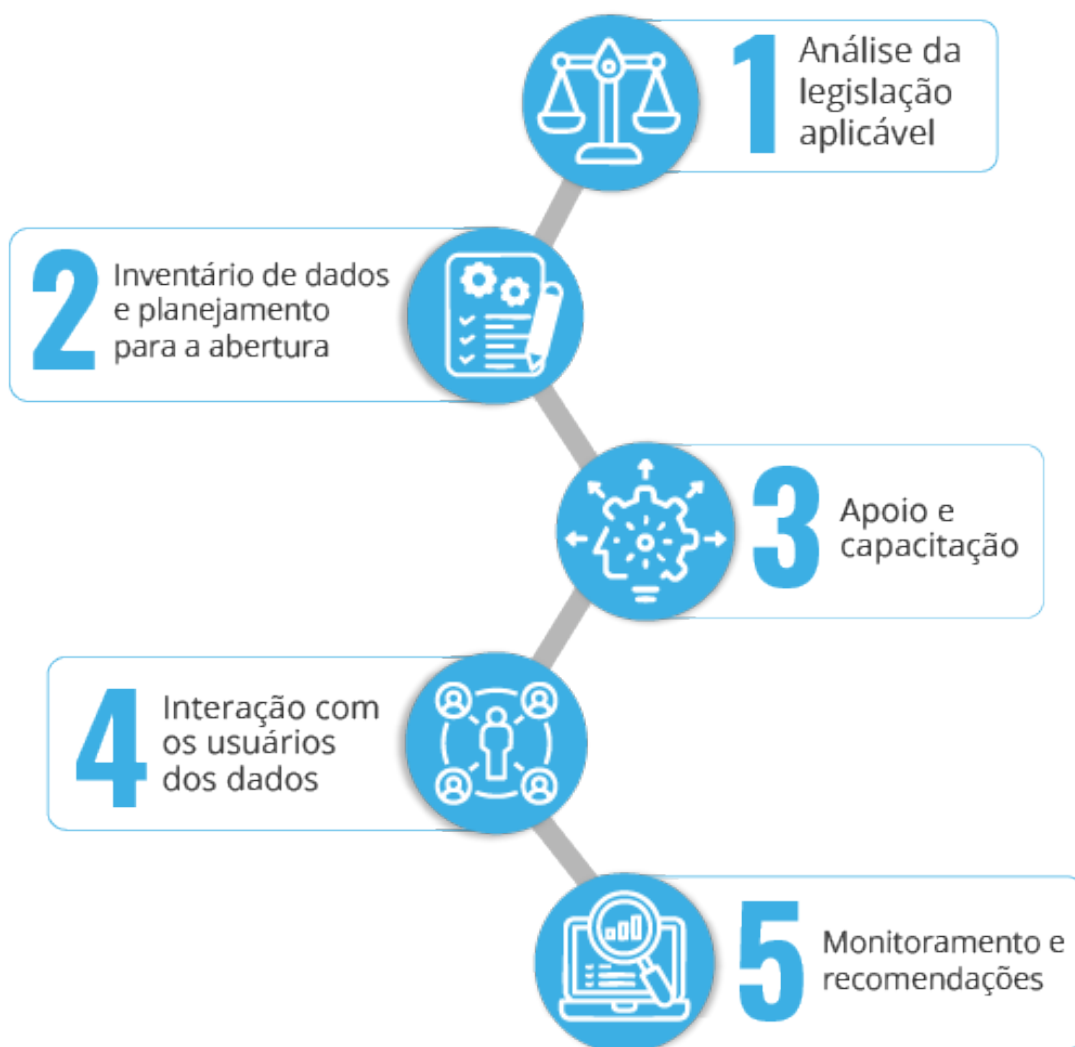 1
Análise da
legislação
aplicável
2
Inventário de dados
e planejamento
para a abertura
3
Apoio e
capacitação
4
Interação com
os usuários
dos dados
5
Monitoramento e
recomendações